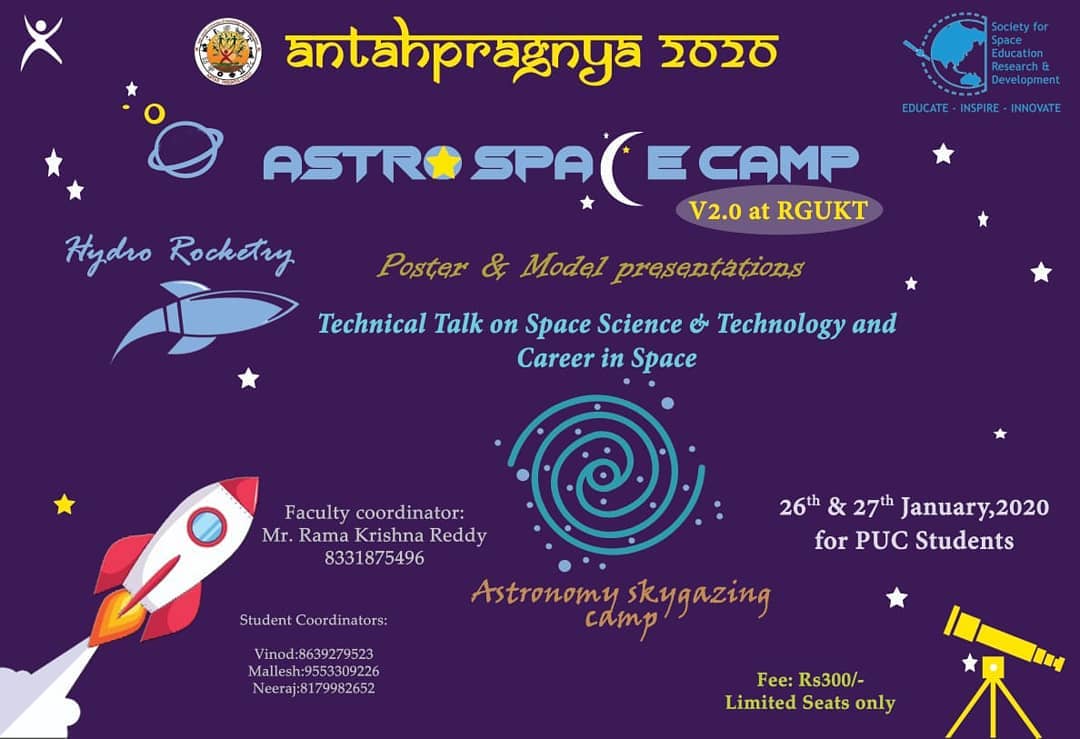 antahpragnya 2020
Society for
Space
Education
Research &
Development
EDUCATE - INSPIRE - INNOVATE
ASTRO SPACE CAMP
V2.0 at RGUKT
Hydro Rocketry
Poster & Model presentations
Technical Talk on Space Science & Technology and
Career in Space
Faculty coordinator:
Mr. Rama Krishna Reddy
8331875496
26th & 27th January,2020
for PUC Students
Astronomy skygazing
camp
Student Coordinators:
Vinod:8639279523
Mallesh:9553309226
Neeraj:8179982652
Fee: Rs300/-
Limited Seats only